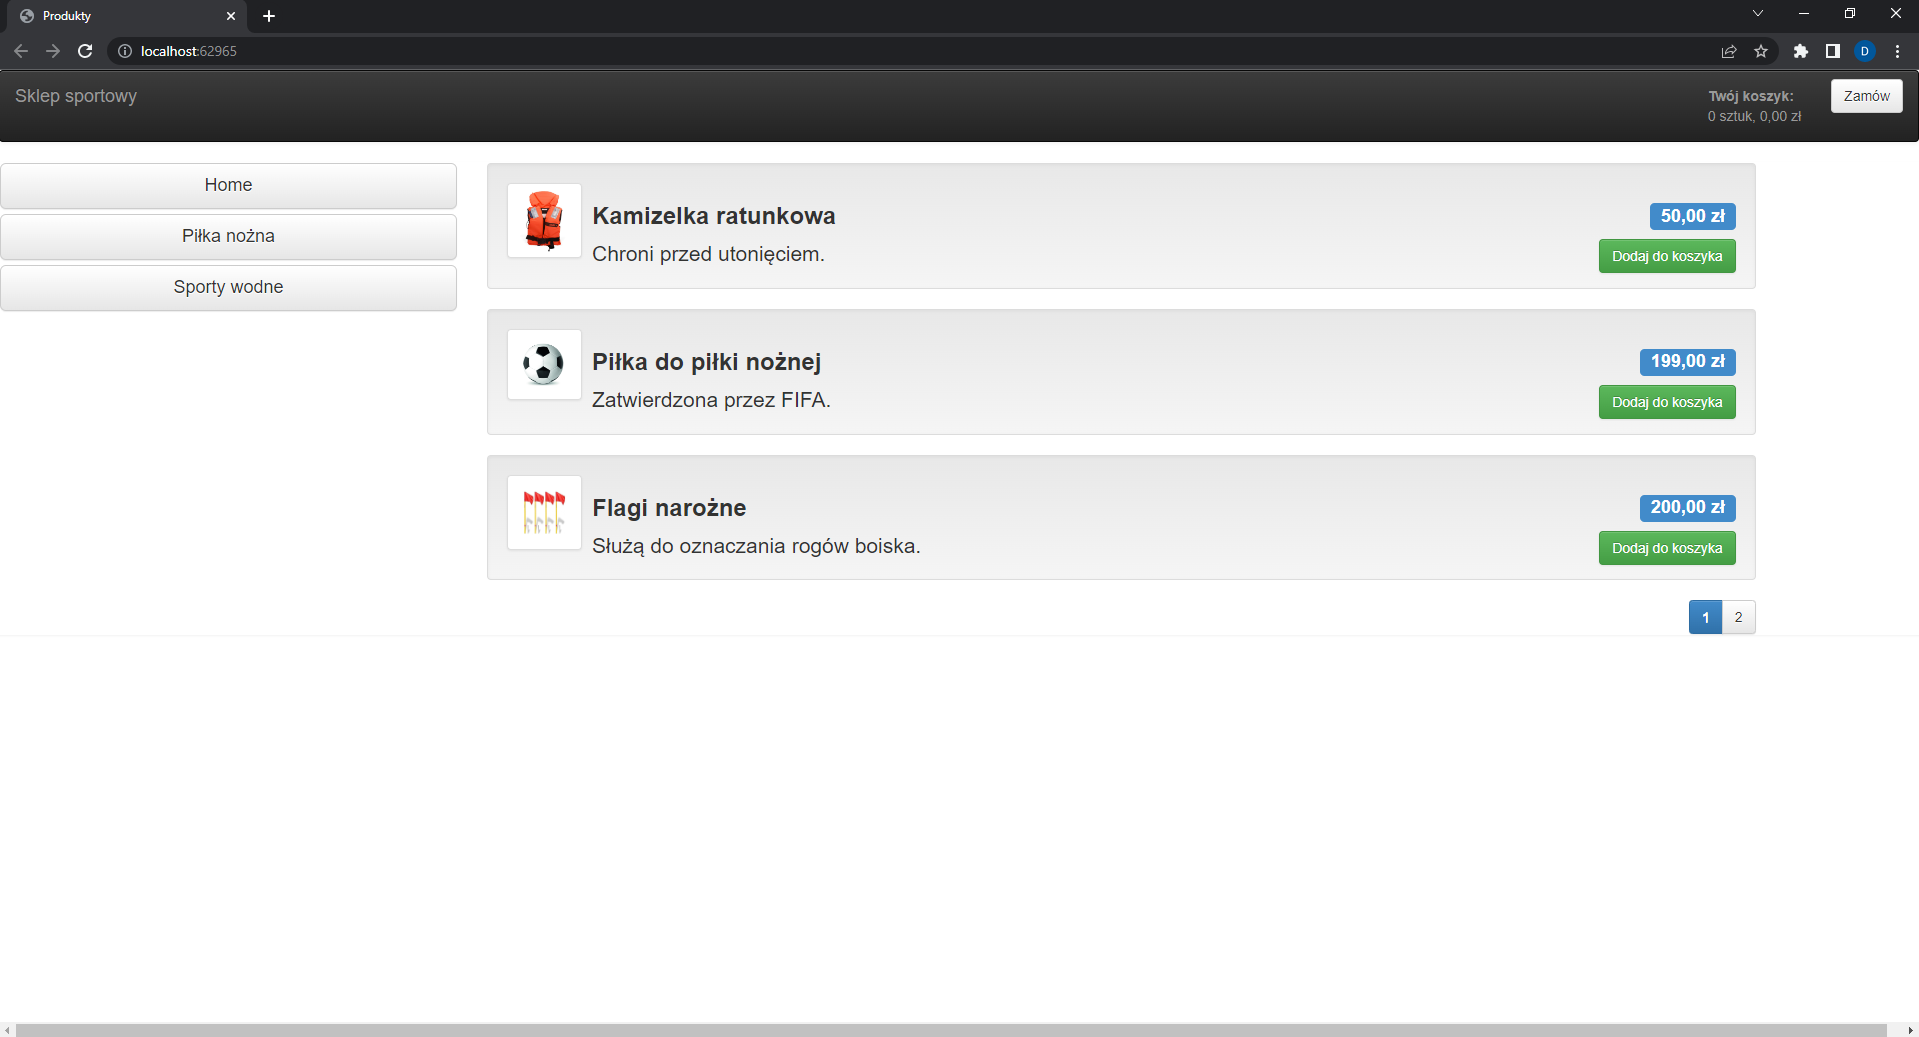 Produkty
localhost:62965
D
Sklep sportowy
Twój koszyk:
0 sztuk, 0,00 zł
Zamów
Home
Piłka nożna
Sporty wodne
Kamizelka ratunkowa
50,00 zł
Chroni przed utonięciem.
Dodaj do koszyka
Piłka do piłki nożnej
199,00 zł
Zatwierdzona przez FIFA.
Dodaj do koszyka
Flagi narożne
200,00 zł
Służą do oznaczania rogów boiska.
Dodaj do koszyka
1 2